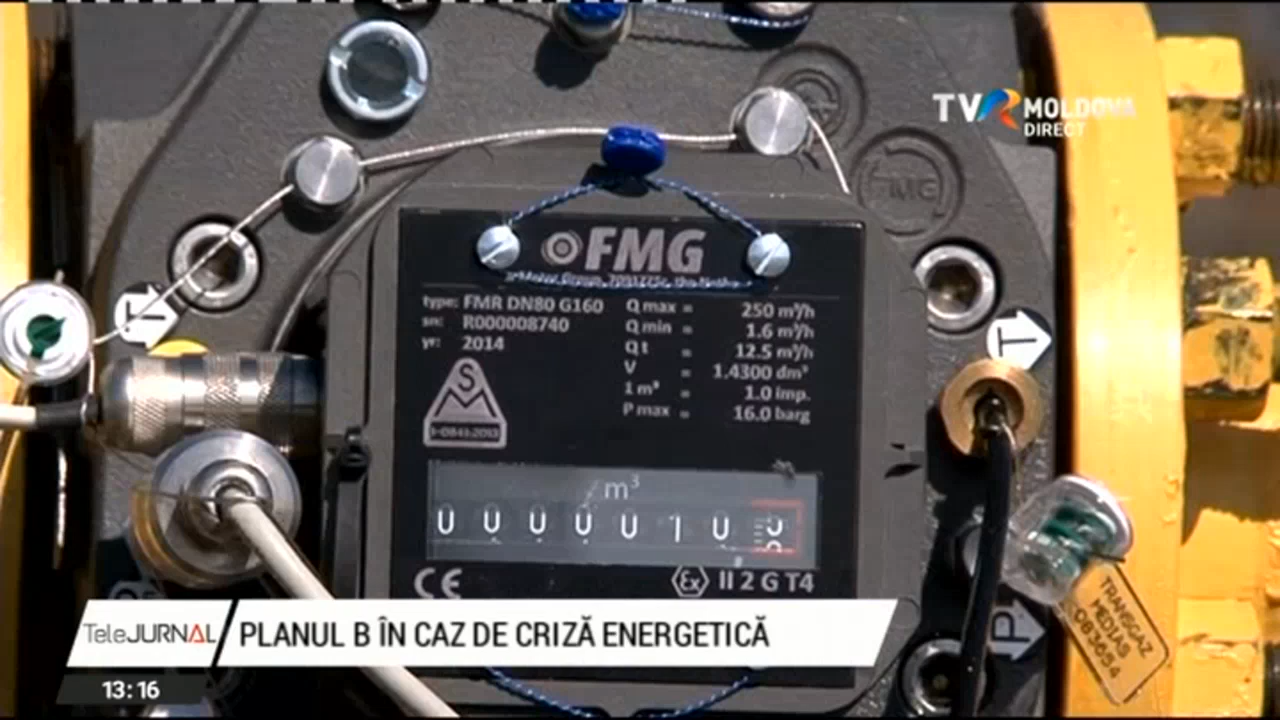 TVR MOLDOVA
DIRECT
FMG
T
FMG
type: FMR DN80 G160
sn: R000008740
yr: 2014
Q max = 250 m³/h
Q min = 1.6 m³/h
Q t = 12.5 m³/h
V = 1.4300 dm³
1 m³ = 1.0 imp.
P max = 16.0 barg
T
S
M
m³
0 0 0 0 0 1 0
CE
Ex II 2 G T4
TRANSGAZ
MEDIAS
083654
P
TeleJURNAL
PLANUL B ÎN CAZ DE CRIZĂ ENERGETICĂ
13:16